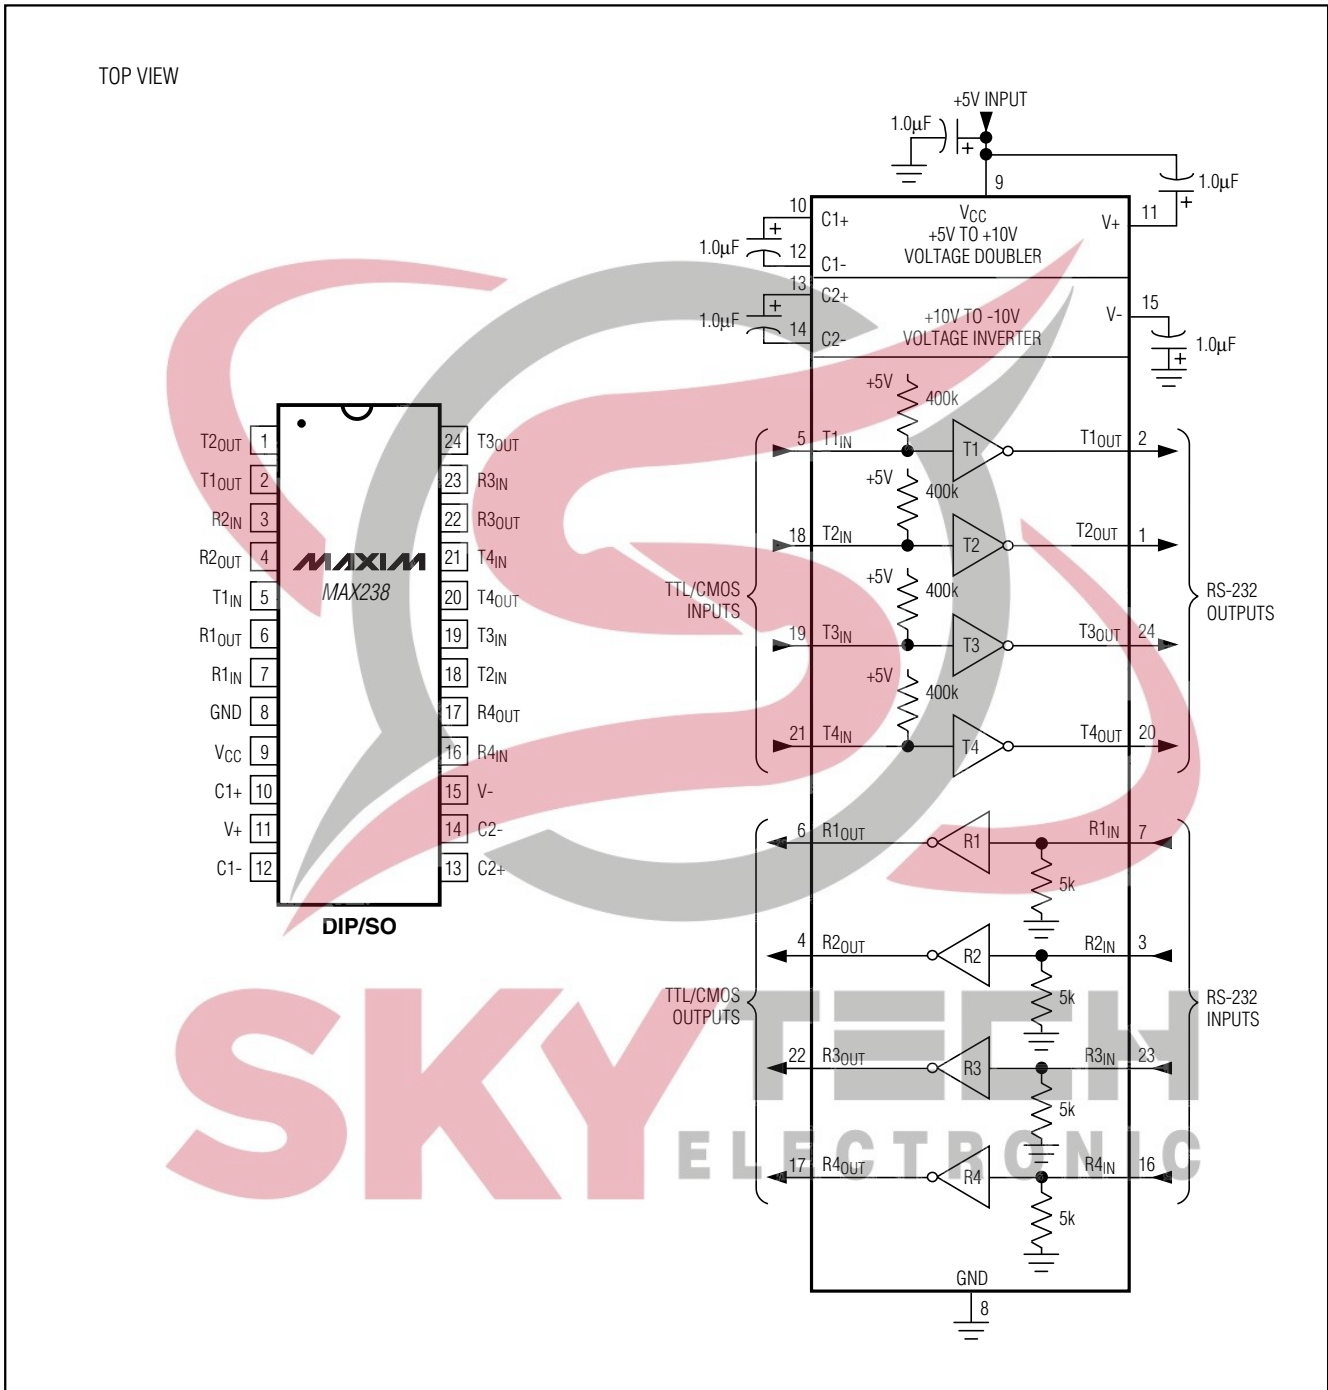 TOP VIEW
+5V INPUT
1.0µF
+
9
1.0µF
+
11
V+
VCC
+5V TO +10V
VOLTAGE DOUBLER
10
C1+
+
1.0µF
12
C1-
13
C2+
+
1.0µF
14
C2-
+10V TO -10V
VOLTAGE INVERTER
V-
15
1.0µF
+
T2OUT 1
T1OUT 2
R2IN 3
R2OUT 4
T1IN 5
R1OUT 6
R1IN 7
GND 8
VCC 9
C1+ 10
V+ 11
C1- 12
MAXIM
MAX238
24 T3OUT
23 R3IN
22 R3OUT
21 T4IN
20 T4OUT
19 T3IN
18 T2IN
17 R4OUT
16 R4IN
15 V-
14 C2-
13 C2+
DIP/SO
TTL/CMOS
INPUTS
+5V
400k
5 T1IN T1 T1OUT 2
+5V
400k
18 T2IN T2 T2OUT 1
+5V
400k
19 T3IN T3 T3OUT 24
+5V
400k
21 T4IN T4 T4OUT 20
RS-232
OUTPUTS
TTL/CMOS
OUTPUTS
6 R1OUT R1 R1IN 7
5k
4 R2OUT R2 R2IN 3
5k
22 R3OUT R3 R3IN 23
5k
17 R4OUT R4 R4IN 16
5k
RS-232
INPUTS
GND
8
SKYTECH
ELECTRONIC